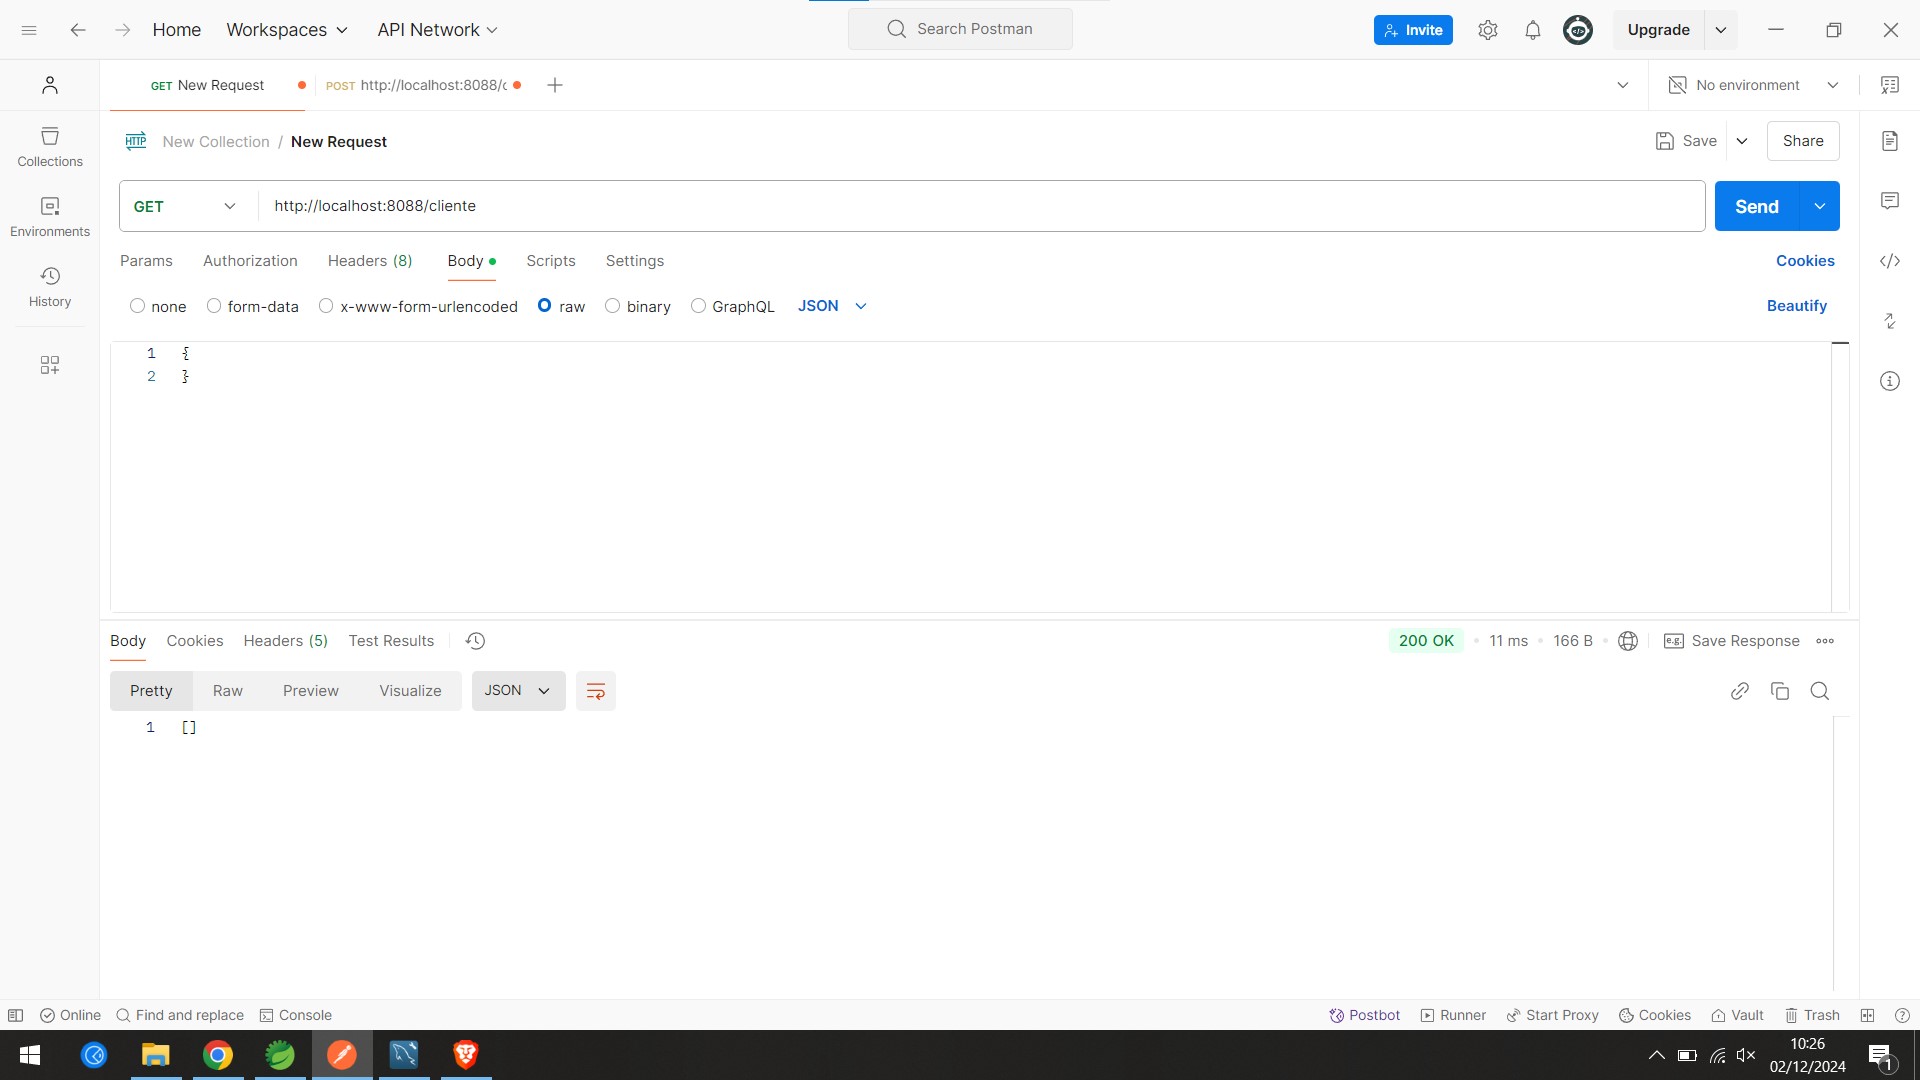 Home Workspaces API Network Search Postman Invite Upgrade
GET New Request POST http://localhost:8088/c No environment
HTTP New Collection / New Request Save Share
GET http://localhost:8088/cliente Send
Params Authorization Headers (8) Body Scripts Settings Cookies
none form-data x-www-form-urlencoded raw binary GraphQL JSON Beautify
1 {
2 }
Collections
Environments
History
Body Cookies Headers (5) Test Results 200 OK 11 ms 166 B e.g. Save Response
Pretty Raw Preview Visualize JSON
1 []
Online Find and replace Console Postbot Runner Start Proxy Cookies Vault Trash
10:26
02/12/2024
1